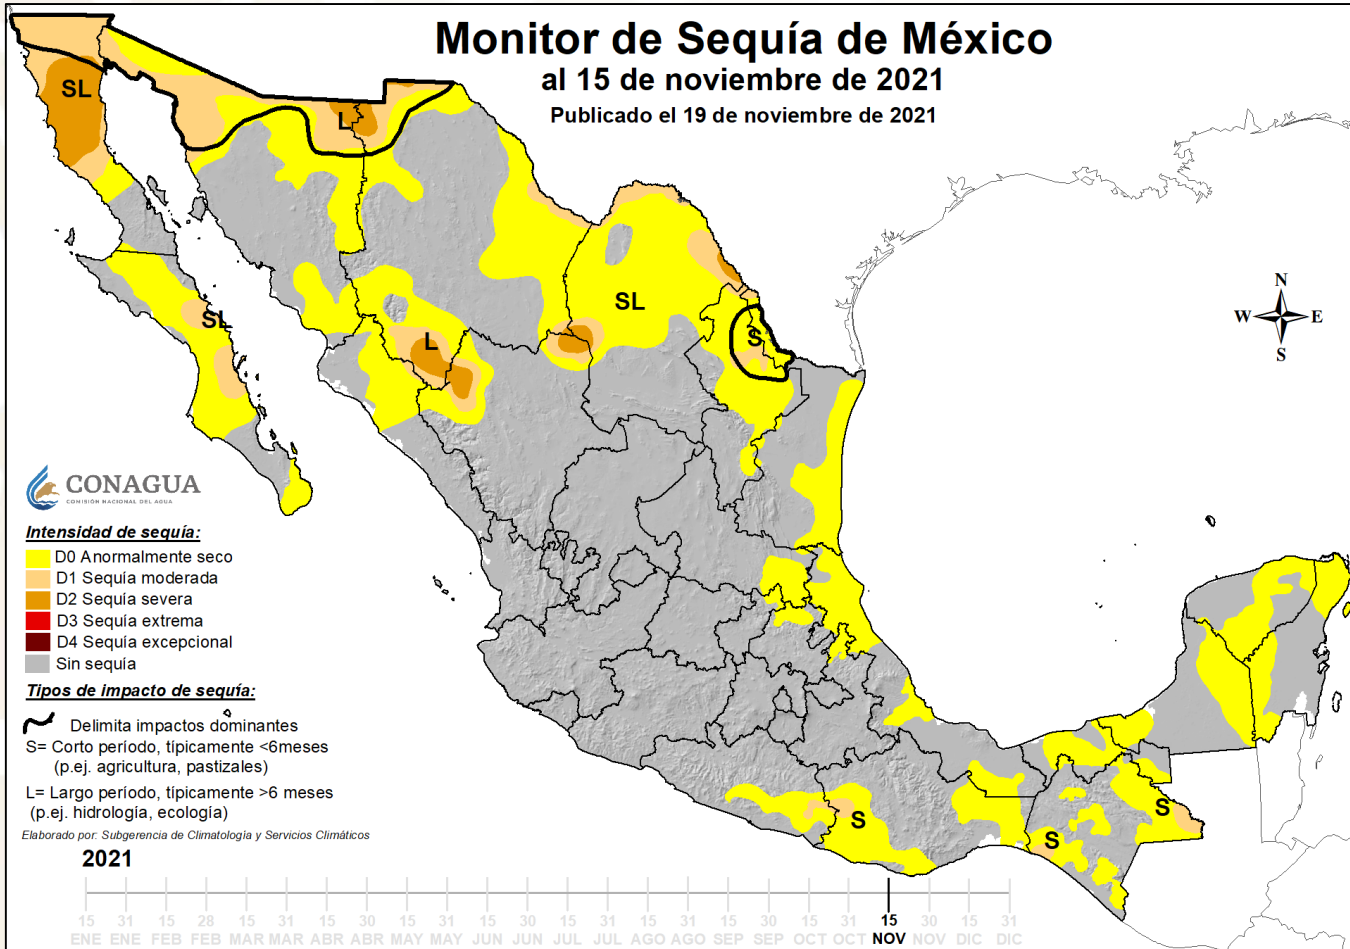 Monitor de Sequía de México
al 15 de noviembre de 2021
Publicado el 19 de noviembre de 2021
SL
L
SL
SL
S
L
N
W E
S
CONAGUA
COMISIÓN NACIONAL DEL AGUA
Intensidad de sequía:
D0 Anormalmente seco
D1 Sequía moderada
D2 Sequía severa
D3 Sequía extrema
D4 Sequía excepcional
Sin sequía
Tipos de impacto de sequía:
Delimita impactos dominantes
S= Corto período, típicamente <6meses
(p.ej. agricultura, pastizales)
L= Largo período, típicamente >6 meses
(p.ej. hidrología, ecología)
Elaborado por: Subgerencia de Climatología y Servicios Climáticos
S
S
S
2021
15 31 15 28 15 31 15 30 15 31 15 30 15 31 15 31 15 30 15 31 15 30 15 31
ENE ENE FEB FEB MAR MAR ABR ABR MAY MAY JUN JUN JUL JUL AGO AGO SEP SEP OCT OCT NOV NOV DIC DIC